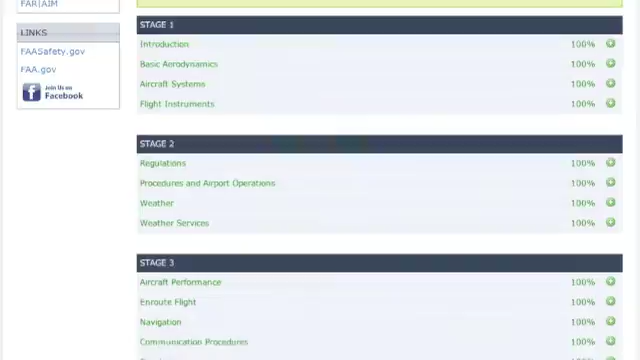 FAR|AIM
LINKS
FAASafety.gov
FAA.gov
Join Us on
Facebook
STAGE 1
Introduction 100%
Basic Aerodynamics 100%
Aircraft Systems 100%
Flight Instruments 100%
STAGE 2
Regulations 100%
Procedures and Airport Operations 100%
Weather 100%
Weather Services 100%
STAGE 3
Aircraft Performance 100%
Enroute Flight 100%
Navigation 100%
Communication Procedures 100%